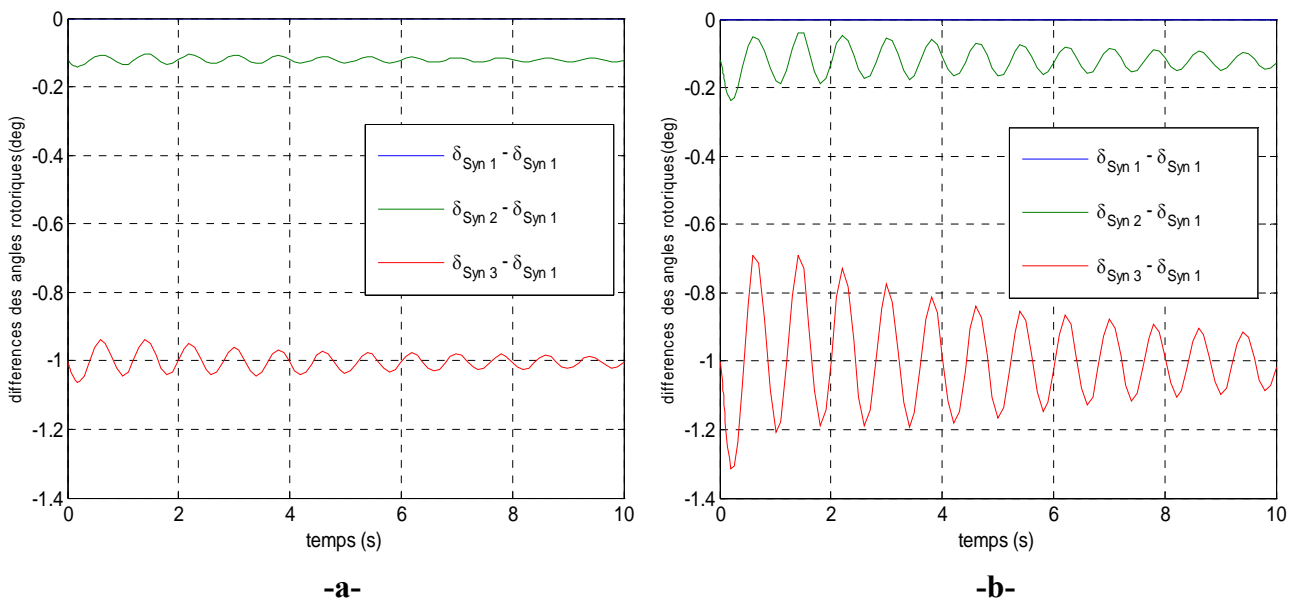 0
-0.2
-0.4
-0.6
-0.8
-1
-1.2
-1.4
0
2
4
6
8
10
temps (s)
differences des angles rotoriques(deg)
δSyn 1 - δSyn 1
δSyn 2 - δSyn 1
δSyn 3 - δSyn 1
-a-
0
-0.2
-0.4
-0.6
-0.8
-1
-1.2
-1.4
0
2
4
6
8
10
temps (s)
differences des angles rotoriques(deg)
δSyn 1 - δSyn 1
δSyn 2 - δSyn 1
δSyn 3 - δSyn 1
-b-